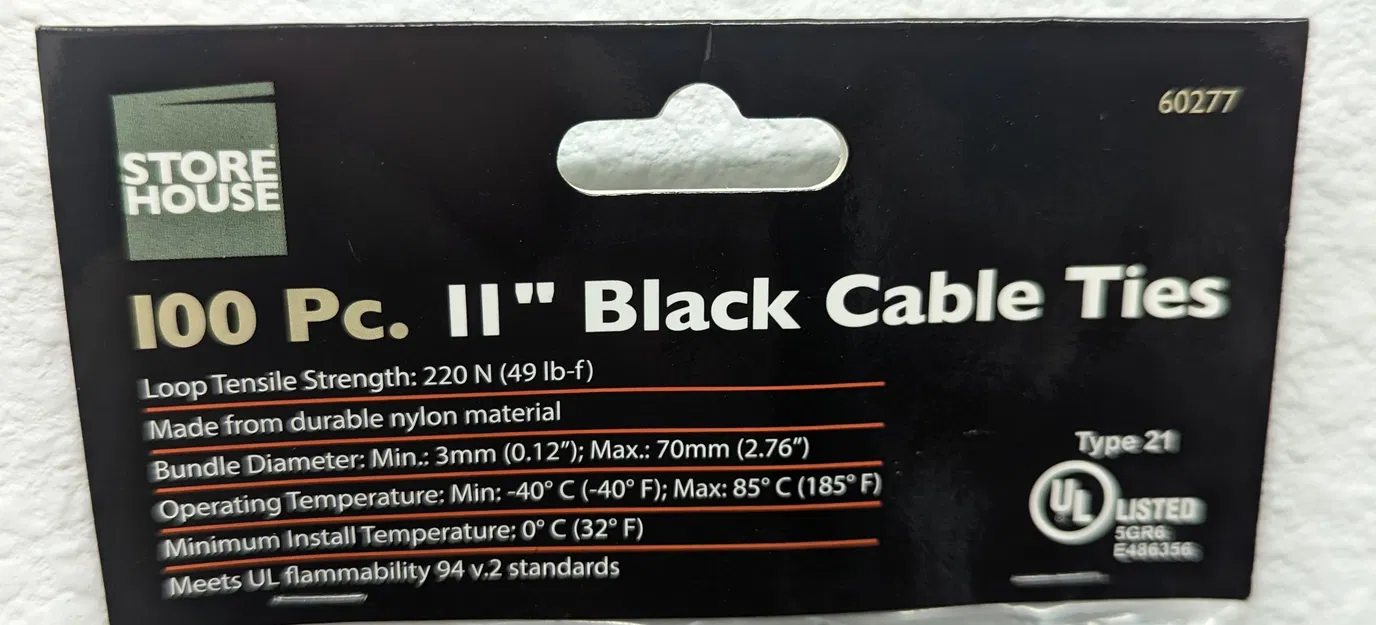 60277
STORE
HOUSE
100 Pc. 11" Black Cable Ties
Loop Tensile Strength: 220 N (49 lb-f)
Made from durable nylon material
Bundle Diameter: Min.: 3mm (0.12”); Max.: 70mm (2.76”)
Operating Temperature: Min: -40° C (-40° F); Max: 85° C (185° F)
Minimum Install Temperature: 0° C (32° F)
Meets UL flammability 94 v.2 standards
Type 21
UL LISTED
5GR6
E486356